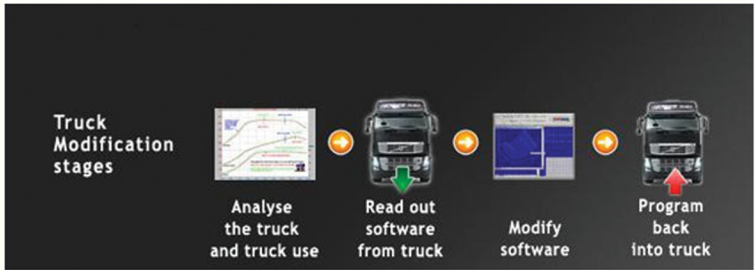 Truck
Modification
stages
Analyse
the truck
and truck use
Read out
software
from truck
Modify
software
Program
back
into truck